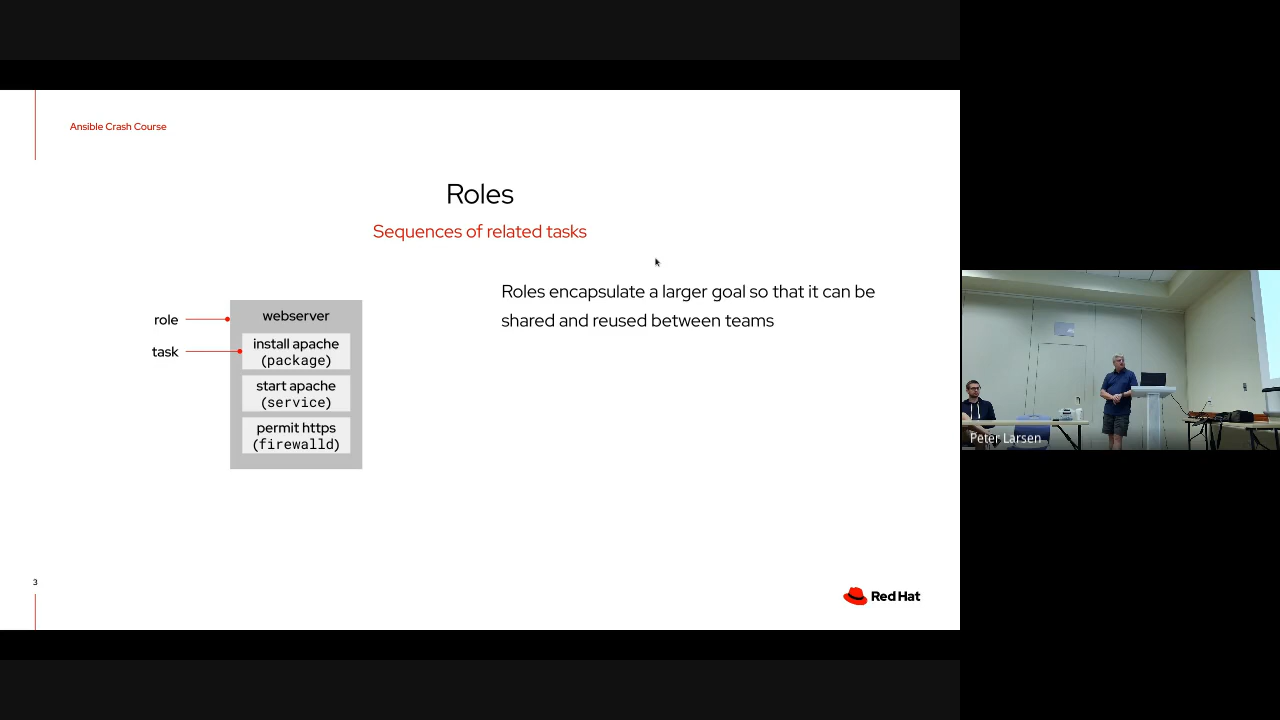 Ansible Crash Course
Roles
Sequences of related tasks
Roles encapsulate a larger goal so that it can be
shared and reused between teams
role
webserver
task
install apache
(package)
start apache
(service)
permit https
(firewalld)
3
Red Hat
Peter Larsen